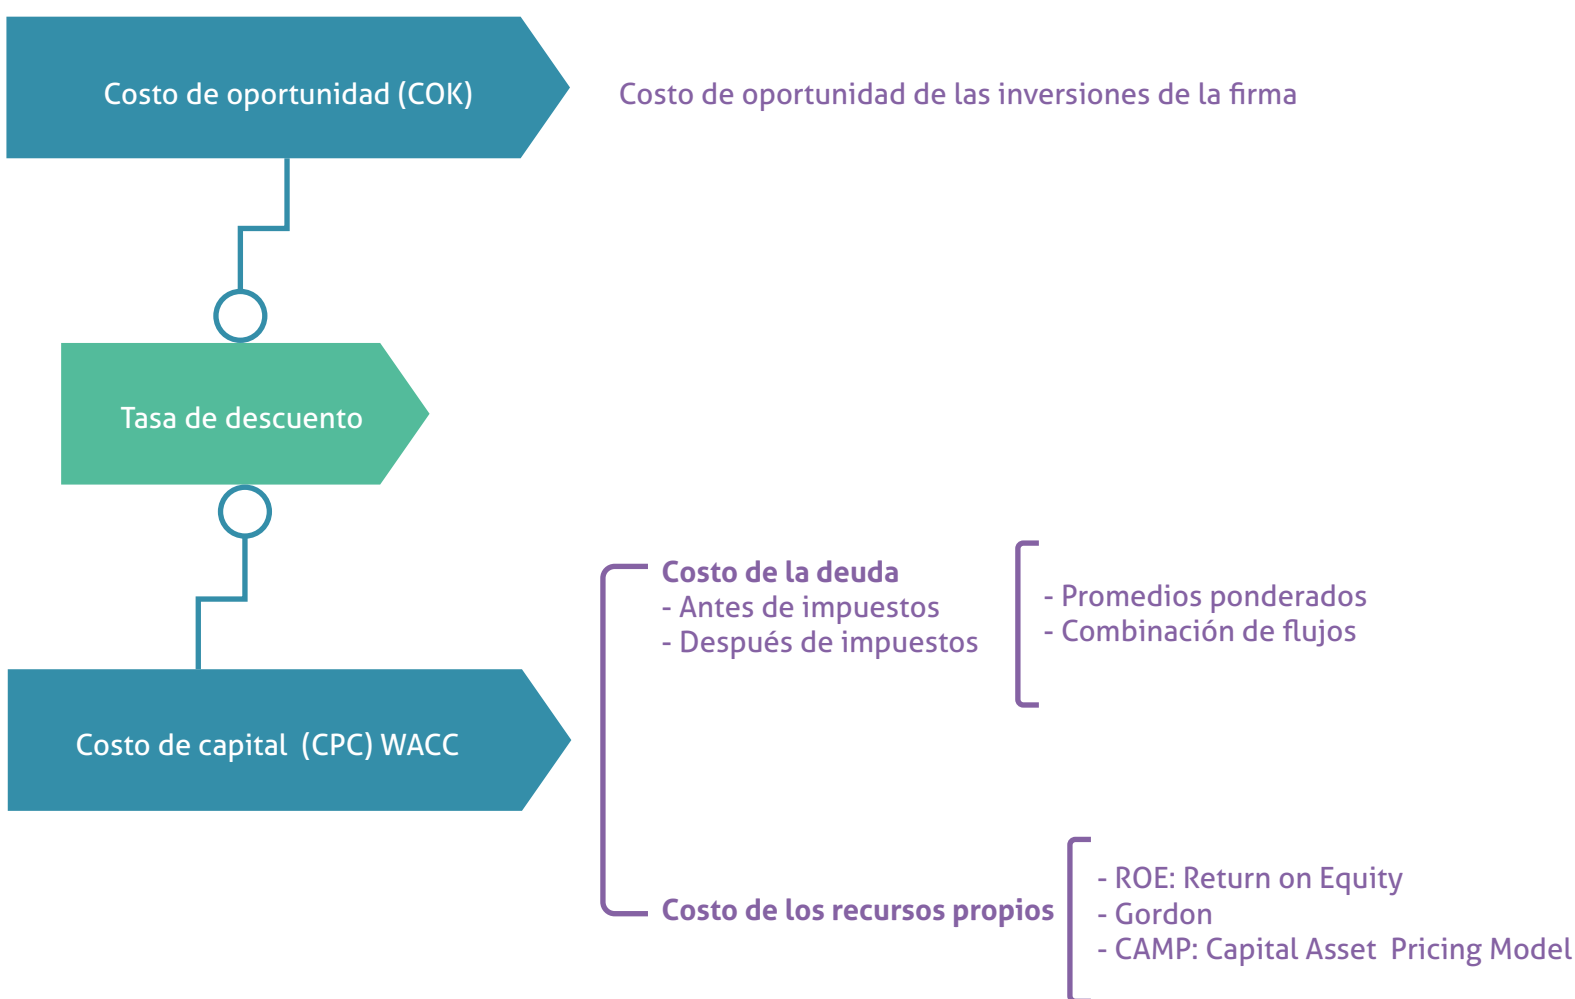 Costo de oportunidad (COK)
Costo de oportunidad de las inversiones de la firma
Tasa de descuento
Costo de capital (CPC) WACC
Costo de la deuda
- Antes de impuestos
- Después de impuestos
- Promedios ponderados
- Combinación de flujos
Costo de los recursos propios
- ROE: Return on Equity
- Gordon
- CAMP: Capital Asset Pricing Model